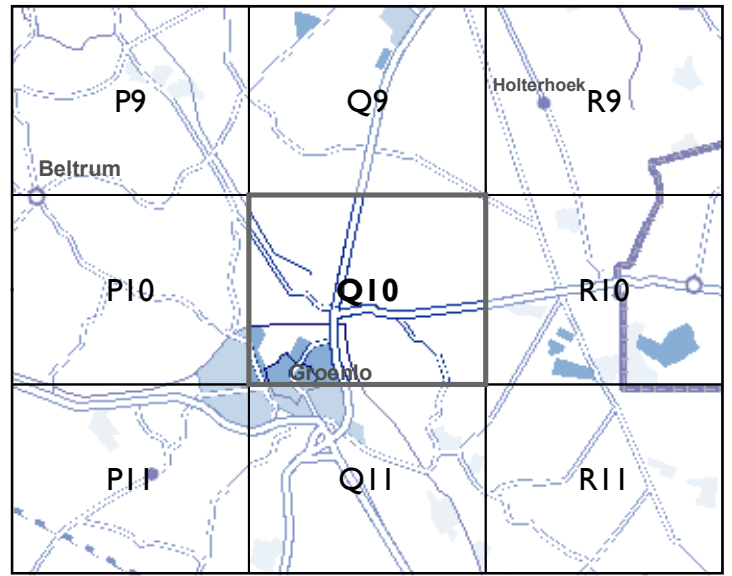 Holterhoek
P9
Q9
R9
Beltrum
P10
Q10
R10
Groenlo
P11
Q11
R11